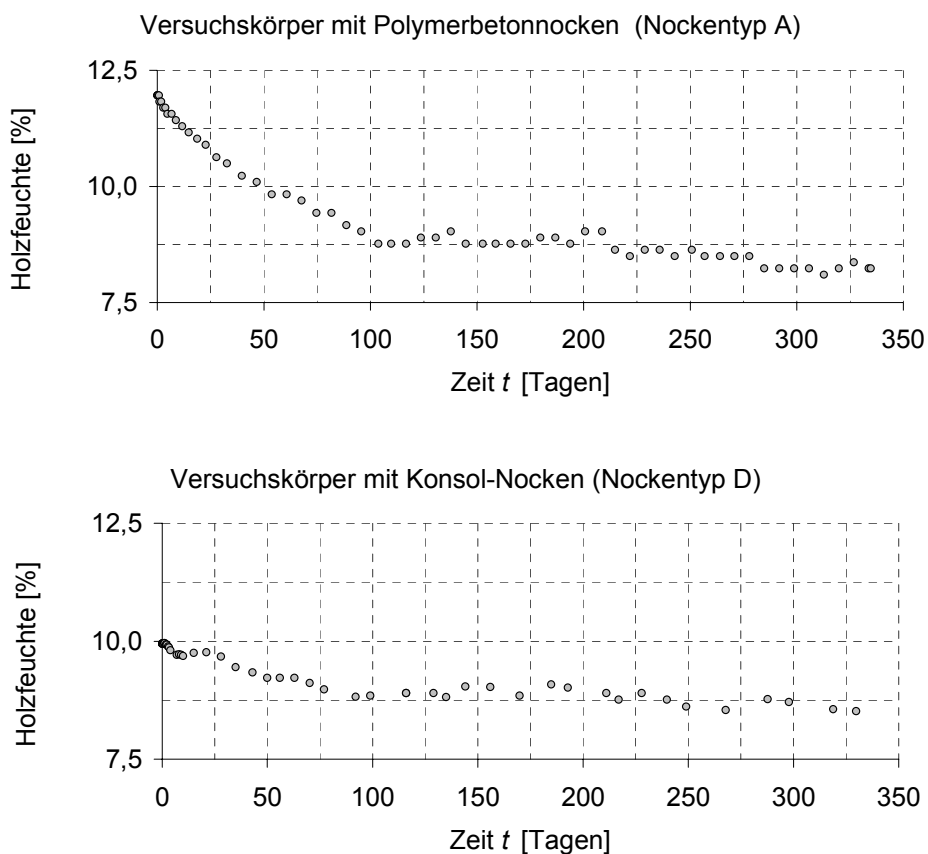 Versuchskörper mit Polymerbetonnocken (Nockentyp A)
Holzfeuchte [%]
12,5
10,0
7,5
0 50 100 150 200 250 300 350
Zeit t [Tagen]
Versuchskörper mit Konsol-Nocken (Nockentyp D)
Holzfeuchte [%]
12,5
10,0
7,5
0 50 100 150 200 250 300 350
Zeit t [Tagen]